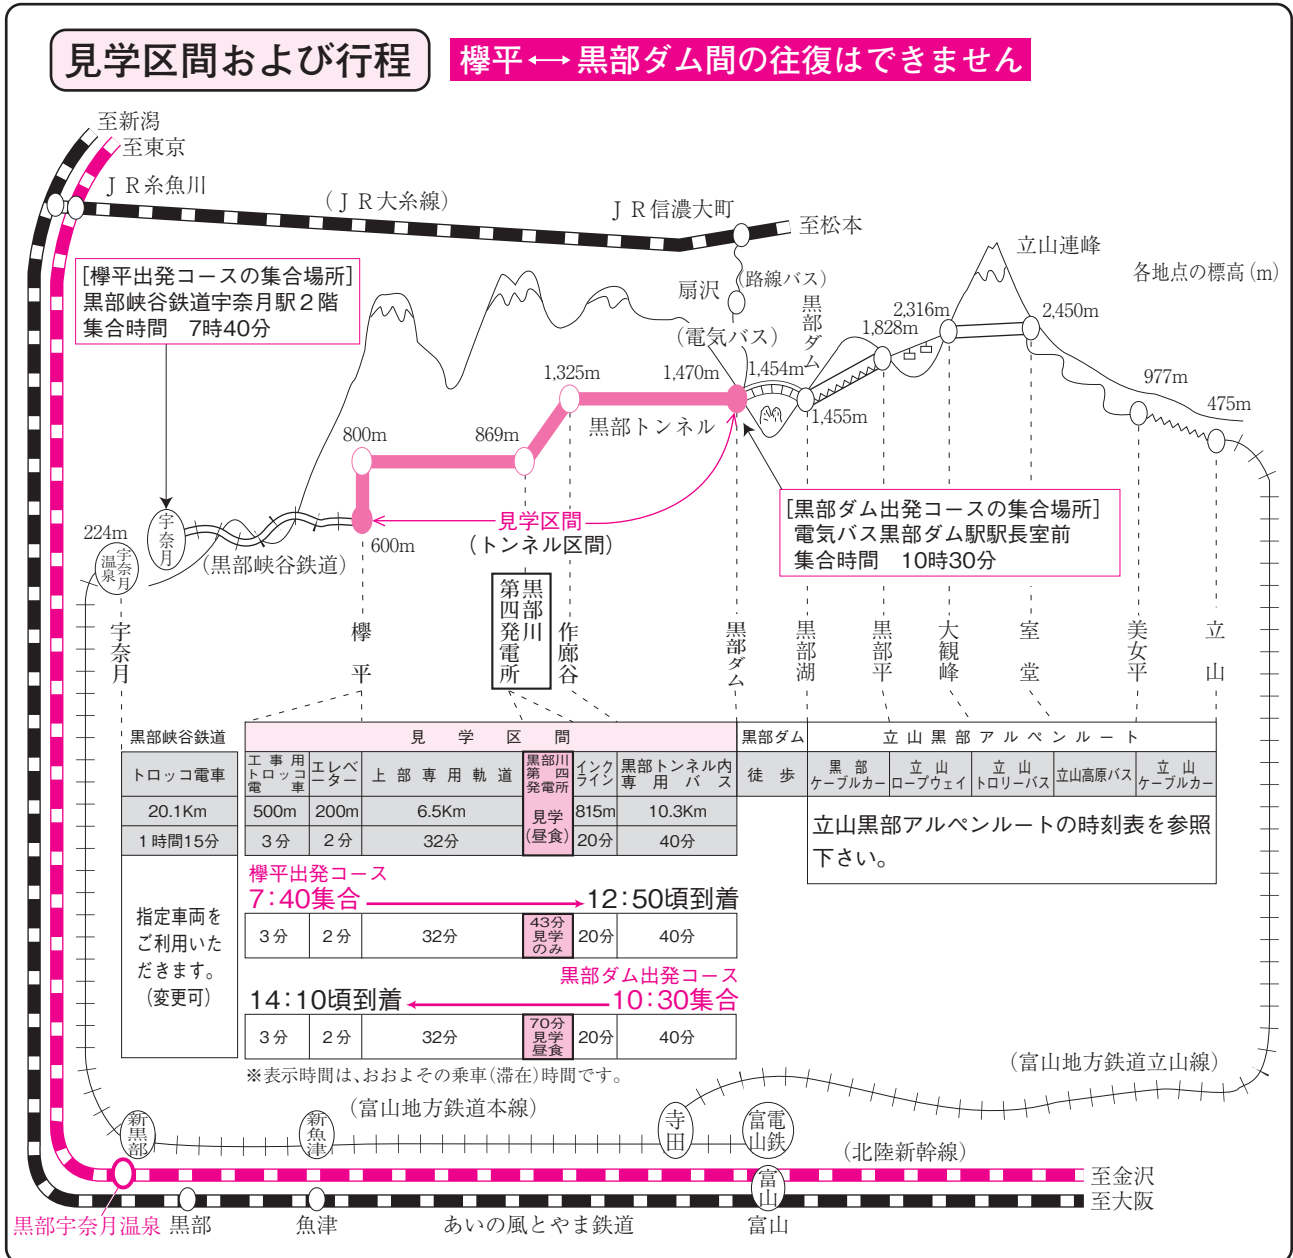 見学区間および行程
欅平⟷黒部ダム間の往復はできません
至新潟
至東京
ＪＲ糸魚川
（ＪＲ大糸線）
ＪＲ信濃大町
至松本
立山連峰
各地点の標高(m)
[欅平出発コースの集合場所]
黒部峡谷鉄道宇奈月駅２階
集合時間　7時40分
扇沢
(路線バス)
(電気バス)
黒部ダム
2,316m
2,450m
1,828m
1,325m
1,470m
1,454m
977m
1,455m
475m
800m
869m
黒部トンネル
[黒部ダム出発コースの集合場所]
電気バス黒部ダム駅駅長室前
集合時間　10時30分
見学区間
(トンネル区間)
600m
224m
宇奈月
宇奈月温泉
(黒部峡谷鉄道)
宇奈月
欅平
黒部川
第四発電所
作廊谷
黒部ダム
黒部湖
黒部平
大観峰
室堂
美女平
立山
黒部峡谷鉄道
見学区間
黒部ダム
立山黒部アルペンルート
トロッコ電車
工事用
トロッコ
電車
エレベ
ーター
上部専用軌道
黒部川
第四
発電所
インク
ライン
黒部トンネル内
専用バス
徒歩
黒部
ケーブルカー
立山
ロープウェイ
立山
トロリーバス
立山高原バス
立山
ケーブルカー
20.1Km
500m
200m
6.5Km
見学
(昼食)
815m
10.3Km
1時間15分
3分
2分
32分
20分
40分
立山黒部アルペンルートの時刻表を参照
下さい。
指定車両を
ご利用いた
だきます。
(変更可)
欅平出発コース
7:40集合
12:50頃到着
3分
2分
32分
43分
見学
のみ
20分
40分
黒部ダム出発コース
14:10頃到着
10:30集合
3分
2分
32分
70分
見学
昼食
20分
40分
※表示時間は、おおよその乗車(滞在)時間です。
(富山地方鉄道立山線)
(富山地方鉄道本線)
新黒部
新魚津
寺田
電鉄
富山
(北陸新幹線)
至金沢
富山
至大阪
黒部宇奈月温泉
黒部
魚津
あいの風とやま鉄道
富山